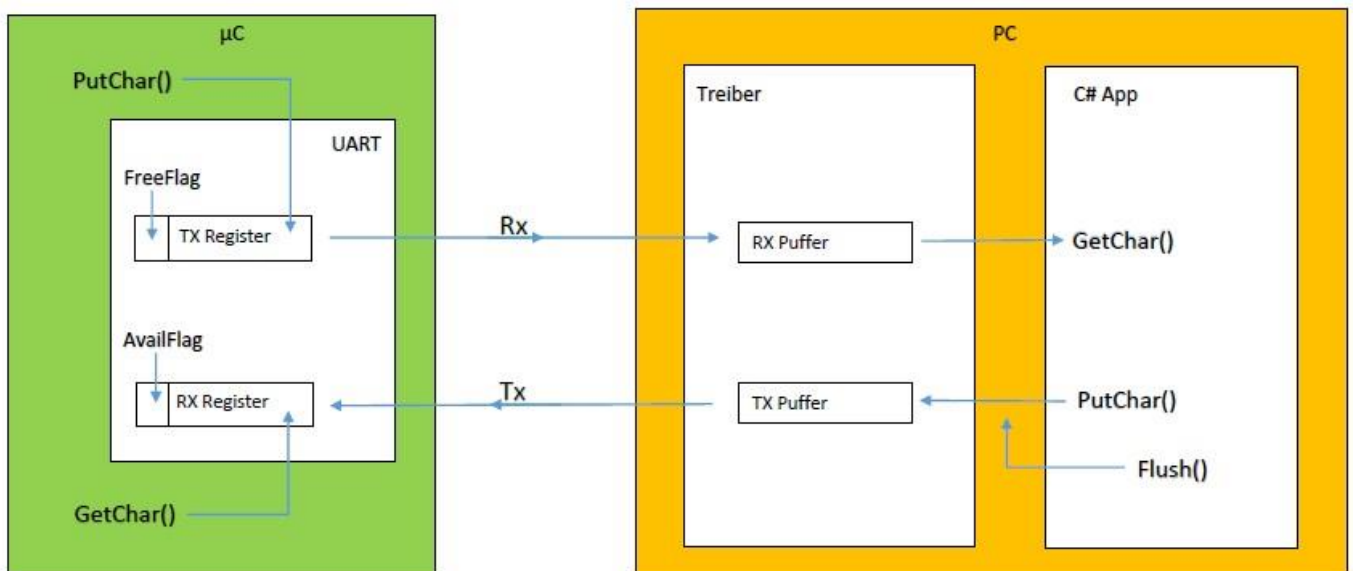 µC
PutChar()
UART
FreeFlag
TX Register
AvailFlag
RX Register
GetChar()
Rx
Tx
PC
Treiber
RX Puffer
TX Puffer
C# App
GetChar()
PutChar()
Flush()